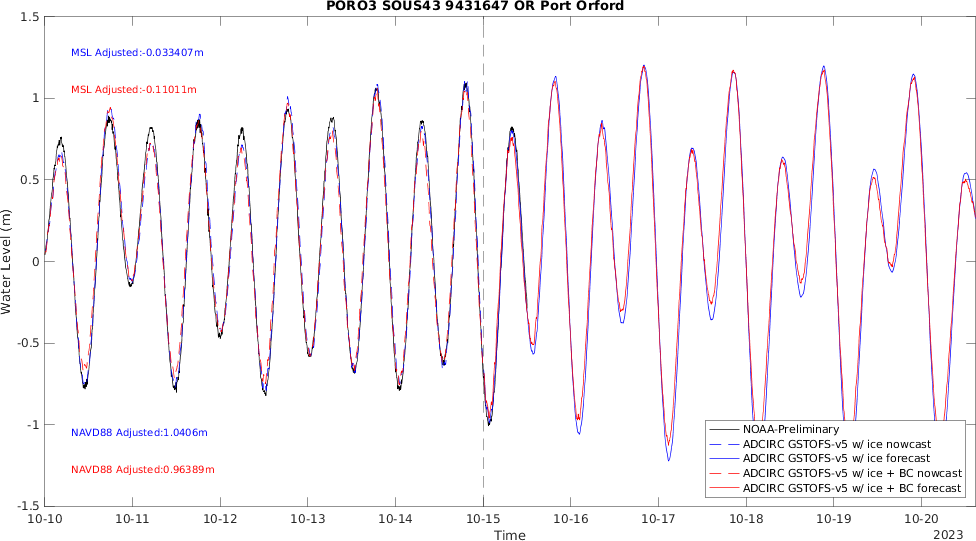 PORO3 SOUS43 9431647 OR Port Orford
1.5
MSL Adjusted:-0.033407m
MSL Adjusted:-0.11011m
1
0.5
Water Level (m)
0
-0.5
-1
NAVD88 Adjusted:1.0406m
NAVD88 Adjusted:0.96389m
-1.5
NOAA-Preliminary
ADCIRC GSTOFS-v5 w/ ice nowcast
ADCIRC GSTOFS-v5 w/ ice forecast
ADCIRC GSTOFS-v5 w/ ice + BC nowcast
ADCIRC GSTOFS-v5 w/ ice + BC forecast
10-10 10-11 10-12 10-13 10-14 10-15 10-16 10-17 10-18 10-19 10-20
Time
2023